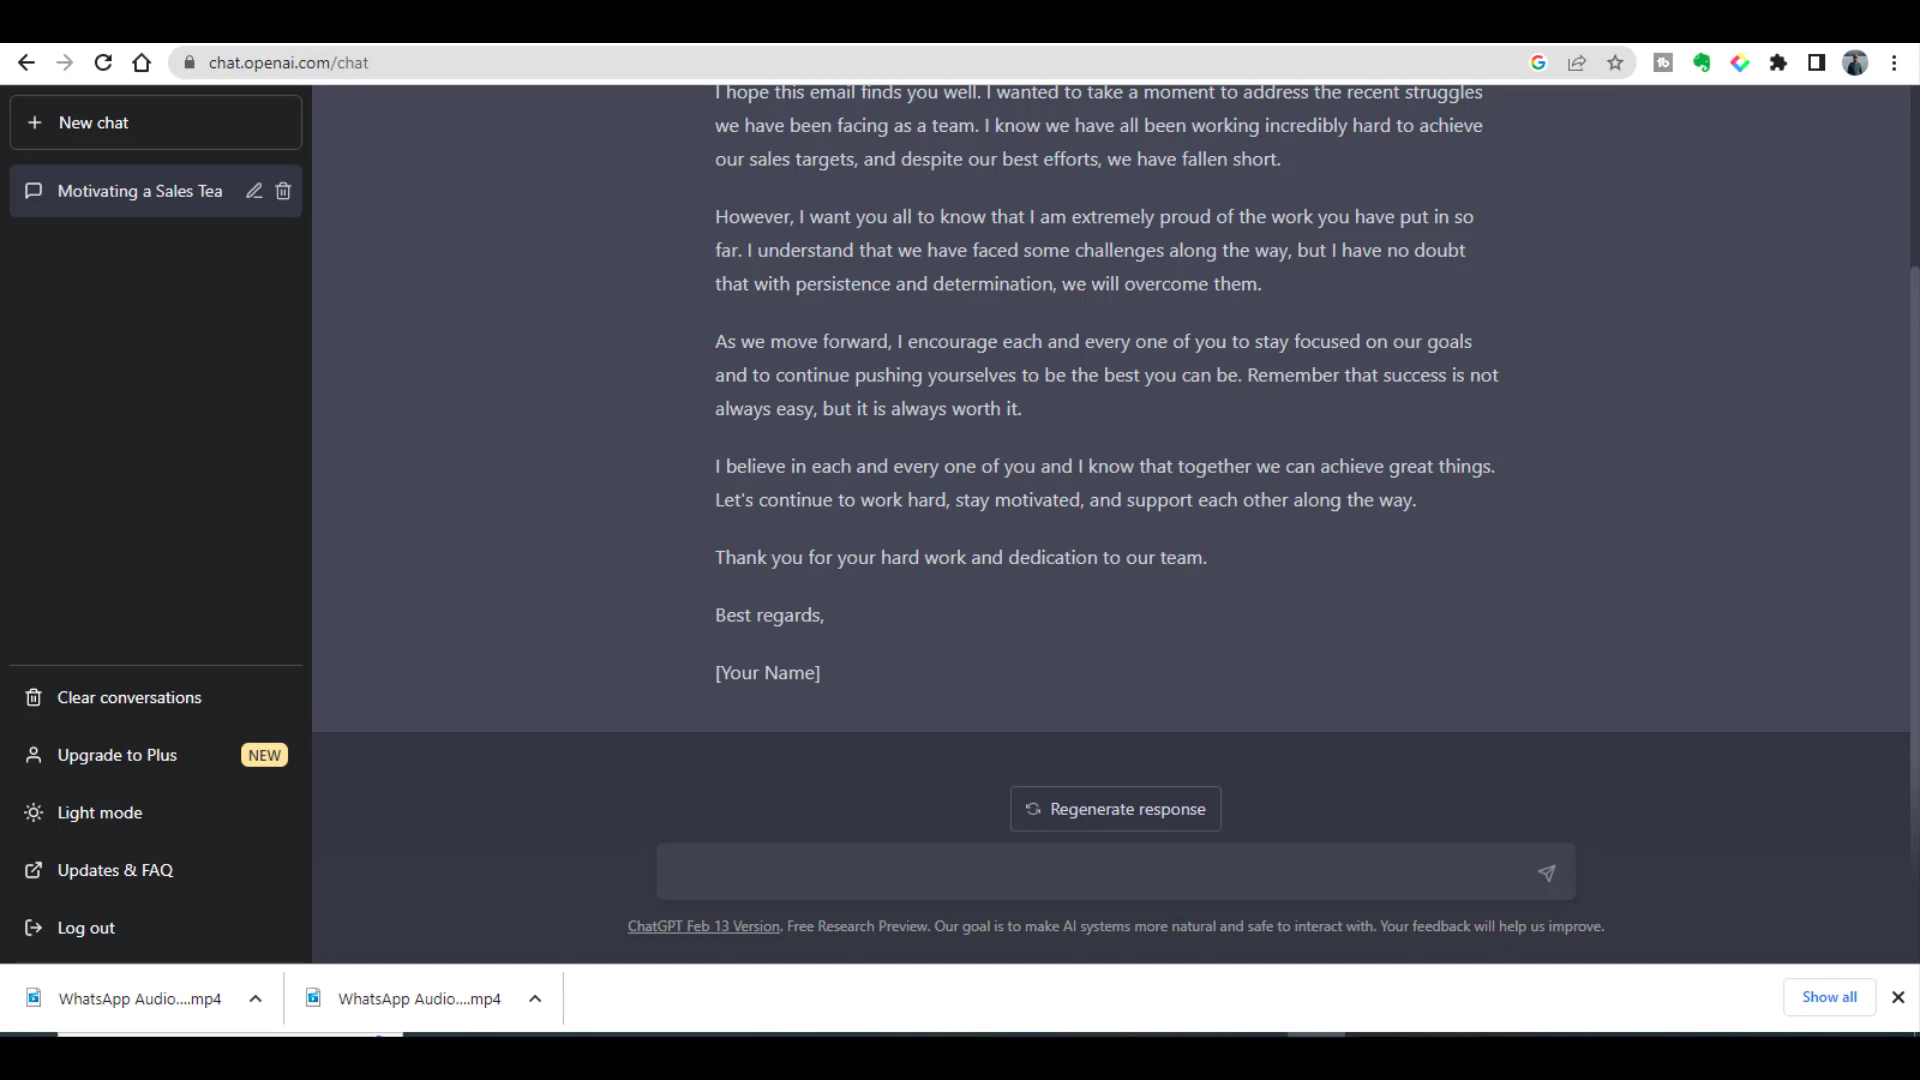 chat.openai.com/chat
New chat
Motivating a Sales Tea
Clear conversations
Upgrade to Plus NEW
Light mode
Updates & FAQ
Log out
I hope this email finds you well. I wanted to take a moment to address the recent struggles
we have been facing as a team. I know we have all been working incredibly hard to achieve
our sales targets, and despite our best efforts, we have fallen short.
However, I want you all to know that I am extremely proud of the work you have put in so
far. I understand that we have faced some challenges along the way, but I have no doubt
that with persistence and determination, we will overcome them.
As we move forward, I encourage each and every one of you to stay focused on our goals
and to continue pushing yourselves to be the best you can be. Remember that success is not
always easy, but it is always worth it.
I believe in each and every one of you and I know that together we can achieve great things.
Let's continue to work hard, stay motivated, and support each other along the way.
Thank you for your hard work and dedication to our team.
Best regards,
[Your Name]
Regenerate response
ChatGPT Feb 13 Version. Free Research Preview. Our goal is to make AI systems more natural and safe to interact with. Your feedback will help us improve.
WhatsApp Audio....mp4
WhatsApp Audio....mp4
Show all